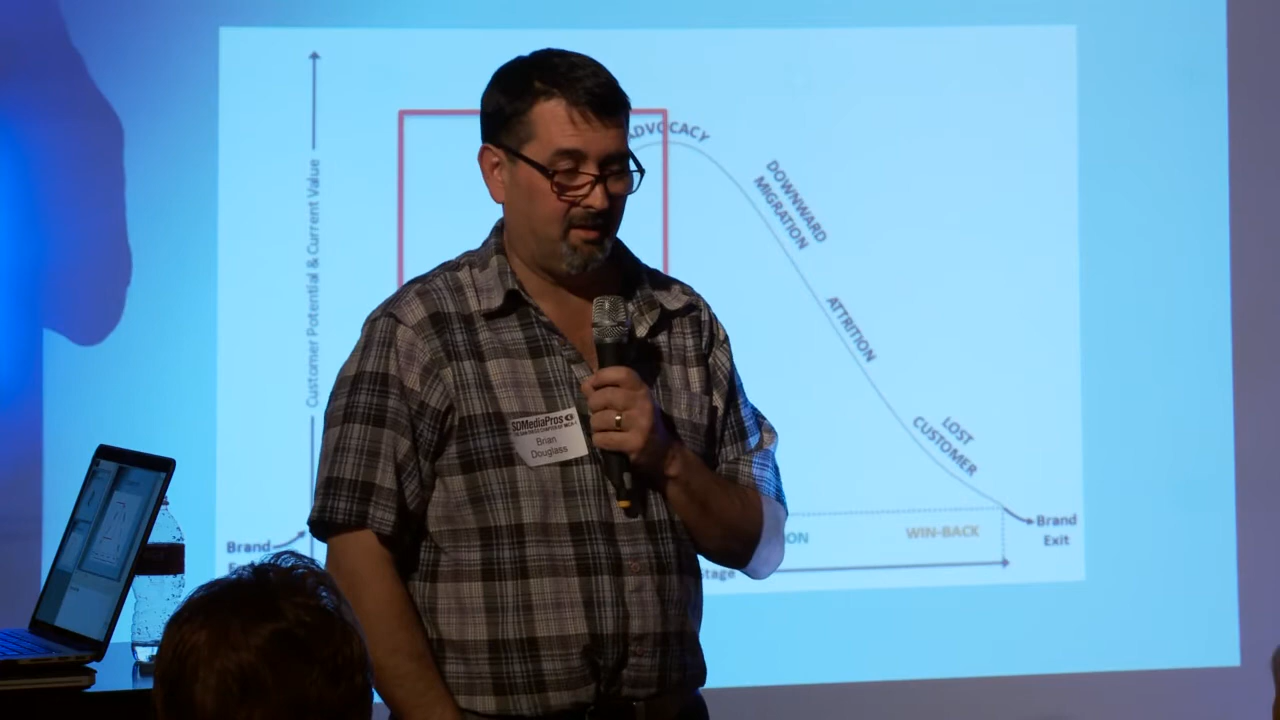 ADVOCACY
DOWNWARD
MIGRATION
ATTRITION
LOST
CUSTOMER
Customer Potential & Current Value
SDMediaPros
Brian
Douglass
Brand
WIN-BACK
Brand
Exit